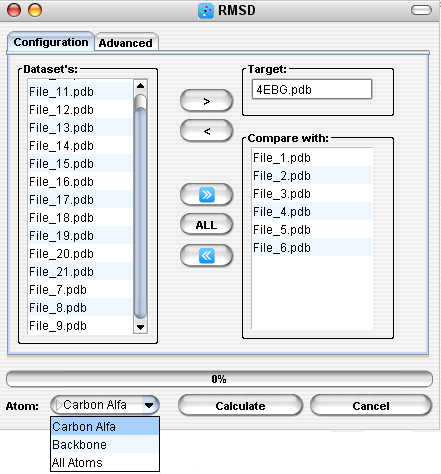 RMSD
Configuration
Advanced
Dataset's:
File_11.pdb
File_12.pdb
File_13.pdb
File_14.pdb
File_15.pdb
File_16.pdb
File_17.pdb
File_18.pdb
File_19.pdb
File_20.pdb
File_21.pdb
File_7.pdb
File_8.pdb
File_9.pdb
>
<
»
ALL
«
Target:
4EBG.pdb
Compare with:
File_1.pdb
File_2.pdb
File_3.pdb
File_4.pdb
File_5.pdb
File_6.pdb
0%
Atom:
Carbon Alfa
Calculate
Cancel
Carbon Alfa
Backbone
All Atoms